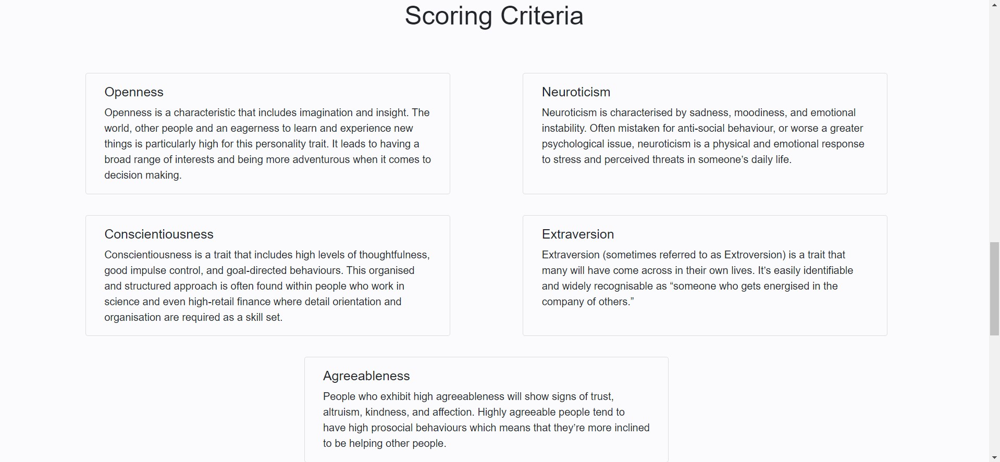 Scoring Criteria
Openness
Openness is a characteristic that includes imagination and insight. The
world, other people and an eagerness to learn and experience new
things is particularly high for this personality trait. It leads to having a
broad range of interests and being more adventurous when it comes to
decision making.
Neuroticism
Neuroticism is characterised by sadness, moodiness, and emotional
instability. Often mistaken for anti-social behaviour, or worse a greater
psychological issue, neuroticism is a physical and emotional response
to stress and perceived threats in someone’s daily life.
Conscientiousness
Conscientiousness is a trait that includes high levels of thoughtfulness,
good impulse control, and goal-directed behaviours. This organised
and structured approach is often found within people who work in
science and even high-retail finance where detail orientation and
organisation are required as a skill set.
Extraversion
Extraversion (sometimes referred to as Extroversion) is a trait that
many will have come across in their own lives. It’s easily identifiable
and widely recognisable as “someone who gets energised in the
company of others.”
Agreeableness
People who exhibit high agreeableness will show signs of trust,
altruism, kindness, and affection. Highly agreeable people tend to
have high prosocial behaviours which means that they’re more inclined
to be helping other people.